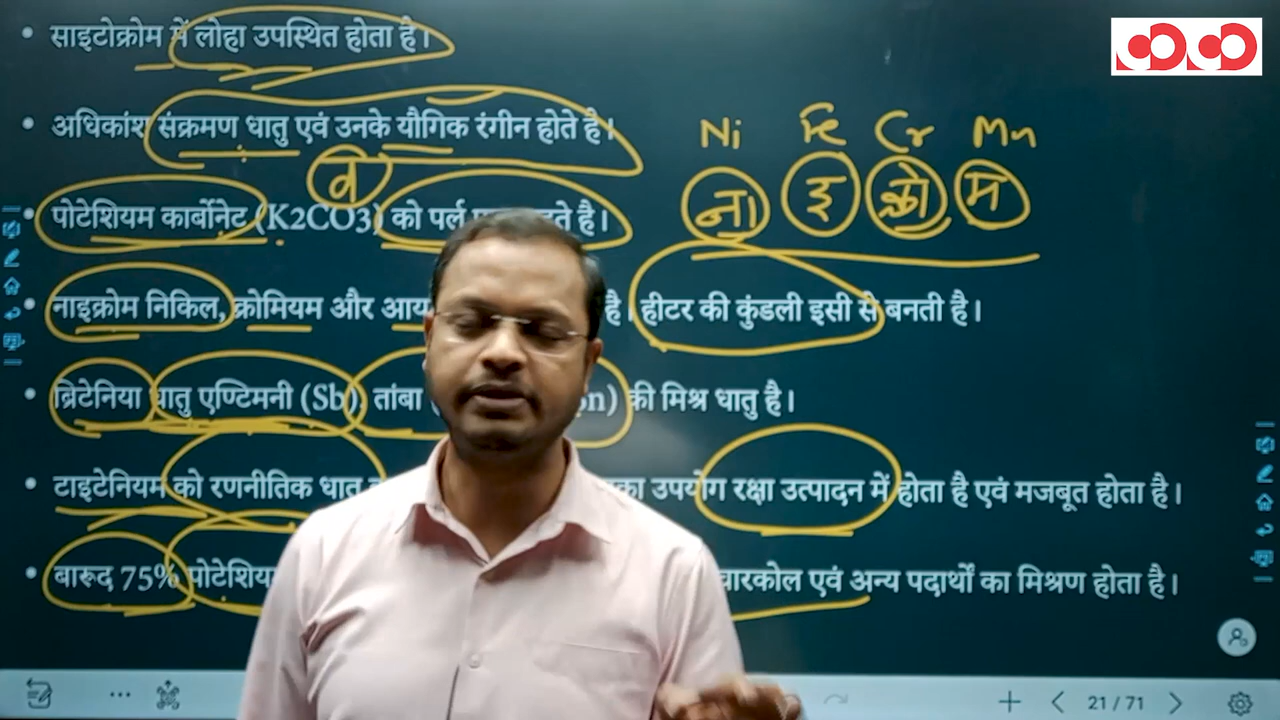 • साइटोक्रोम में लोहा उपस्थित होता है।
• अधिकांश संक्रमण धातु एवं उनके यौगिक रंगीन होते है।
Ni Fe Cr Mn
ना इ क्रो म
• पोटेशियम कार्बोनेट (K2CO3) को पर्ल है।
• नाइक्रोम निकिल, क्रोमियम और आय है। हीटर की कुंडली इसी से बनती है।
• ब्रिटेनिया धातु एण्टिमनी (Sb), तांबा की मिश्र धातु है।
• टाइटेनियम को रणनीतिक धातु उपयोग रक्षा उत्पादन में होता है एवं मजबूत होता है।
• बारूद 75% पोटेशिय चारकोल एवं अन्य पदार्थों का मिश्रण होता है।
21 / 71